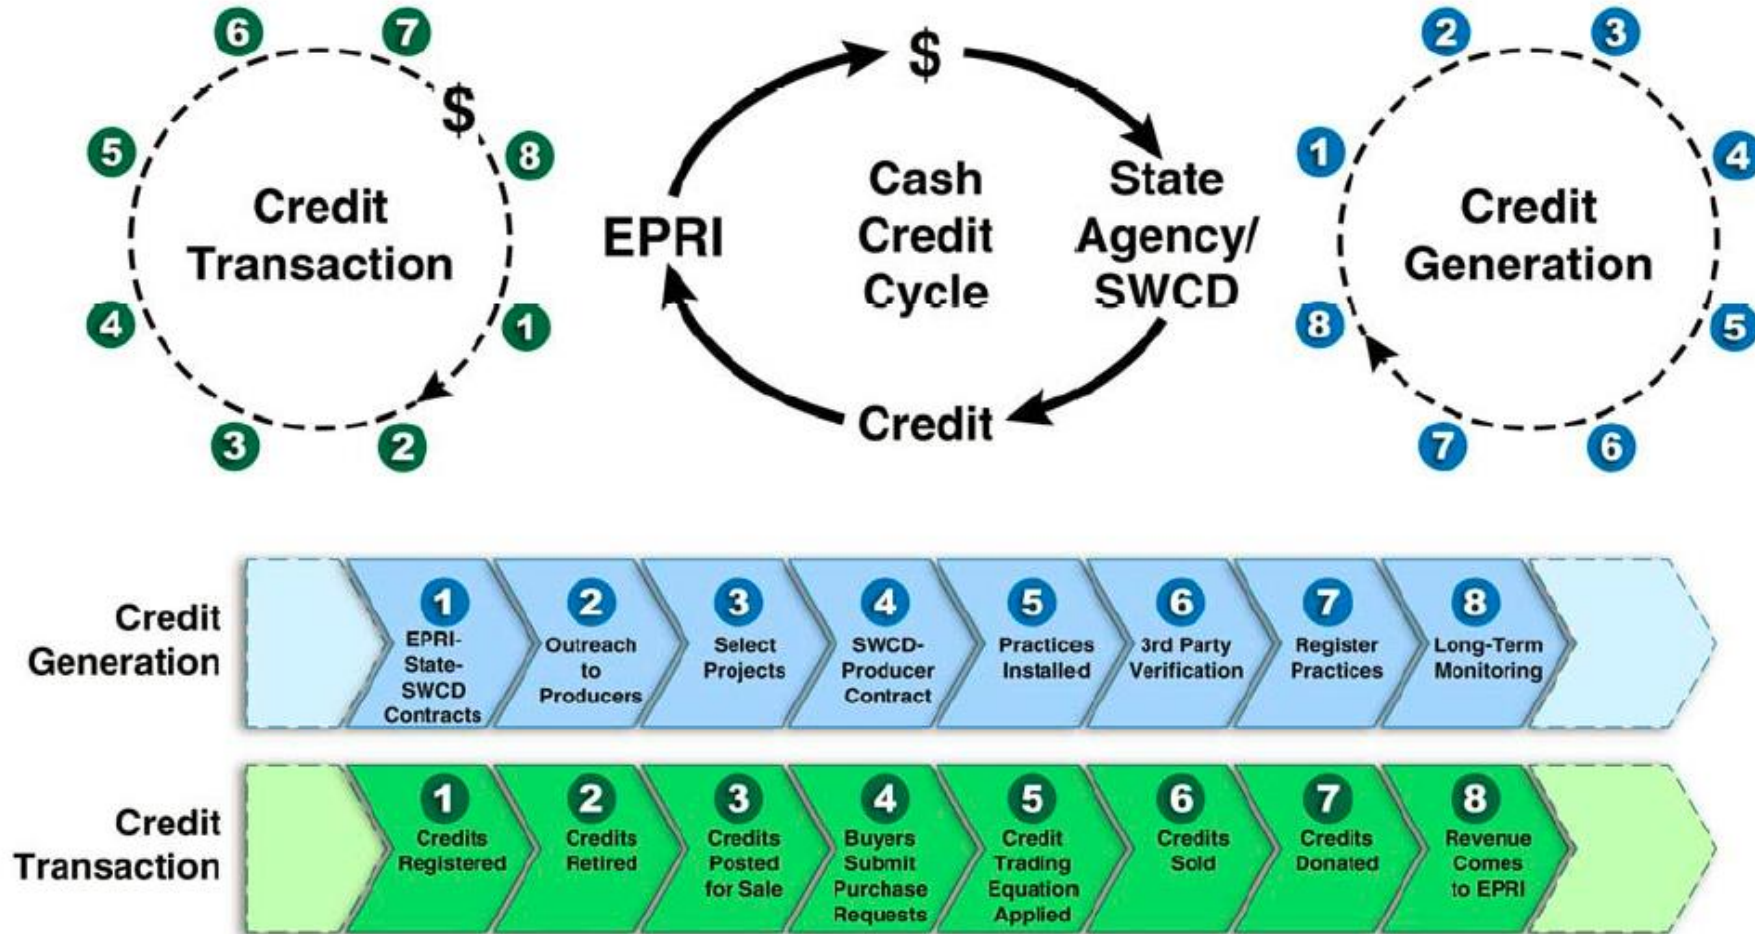 6
7
$
5
8
Credit
Transaction
4
1
3
2
$
EPRI
Cash
Credit
Cycle
State
Agency/
SWCD
Credit
2
3
1
4
Credit
Generation
8
5
7
6
Credit
Generation
1
EPRI-
State-
SWCD
Contracts
2
Outreach
to
Producers
3
Select
Projects
4
SWCD-
Producer
Contract
5
Practices
Installed
6
3rd Party
Verification
7
Register
Practices
8
Long-Term
Monitoring
Credit
Transaction
1
Credits
Registered
2
Credits
Retired
3
Credits
Posted
for Sale
4
Buyers
Submit
Purchase
Requests
5
Credit
Trading
Equation
Applied
6
Credits
Sold
7
Credits
Donated
8
Revenue
Comes
to EPRI